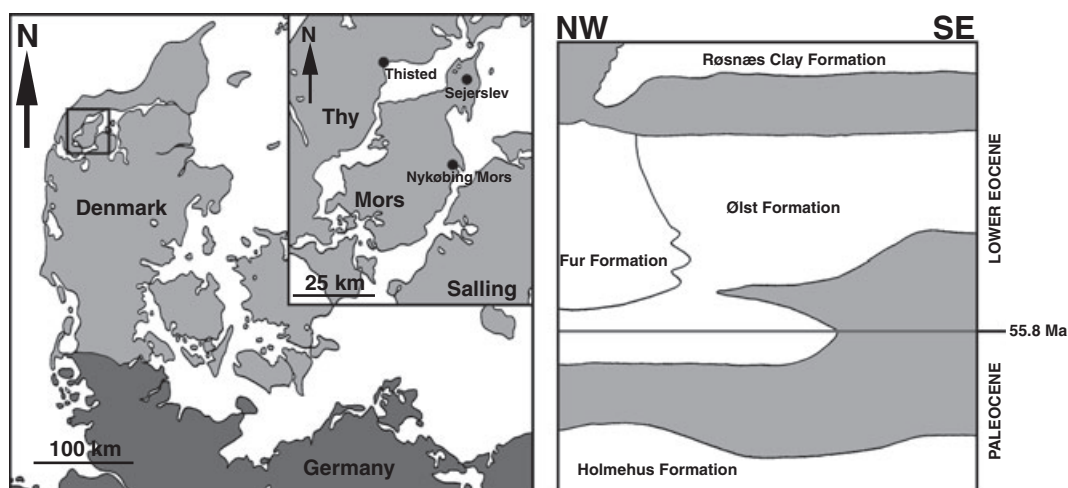 N
Denmark
100 km
Germany
N
Thisted
Sejerslev
Thy
Nykøbing Mors
Mors
25 km
Salling
NW
SE
Røsnæs Clay Formation
Ølst Formation
Fur Formation
Holmehus Formation
LOWER EOCENE
55.8 Ma
PALEOCENE